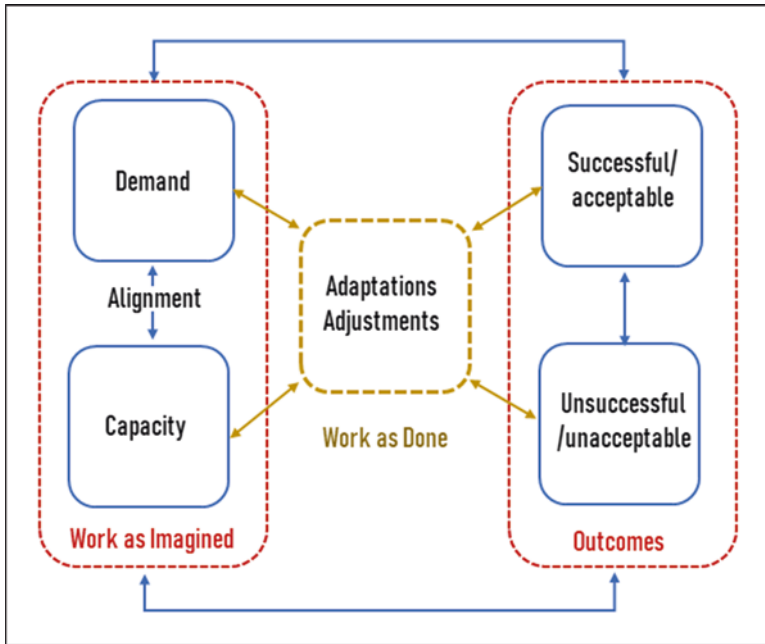 Demand
Alignment
Capacity
Work as Imagined
Adaptations
Adjustments
Work as Done
Successful/
acceptable
Unsuccessful
/unacceptable
Outcomes